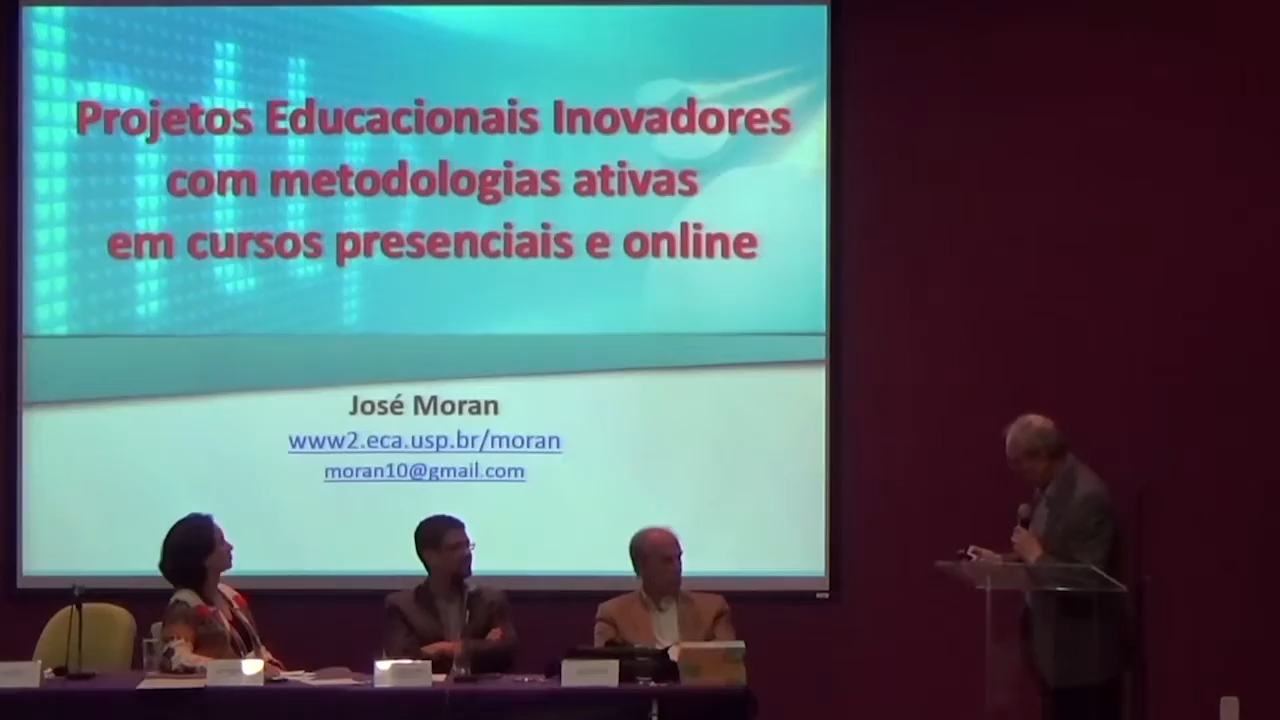 Projetos Educacionais Inovadores
com metodologias ativas
em cursos presenciais e online
José Moran
www2.eca.usp.br/moran
moran10@gmail.com